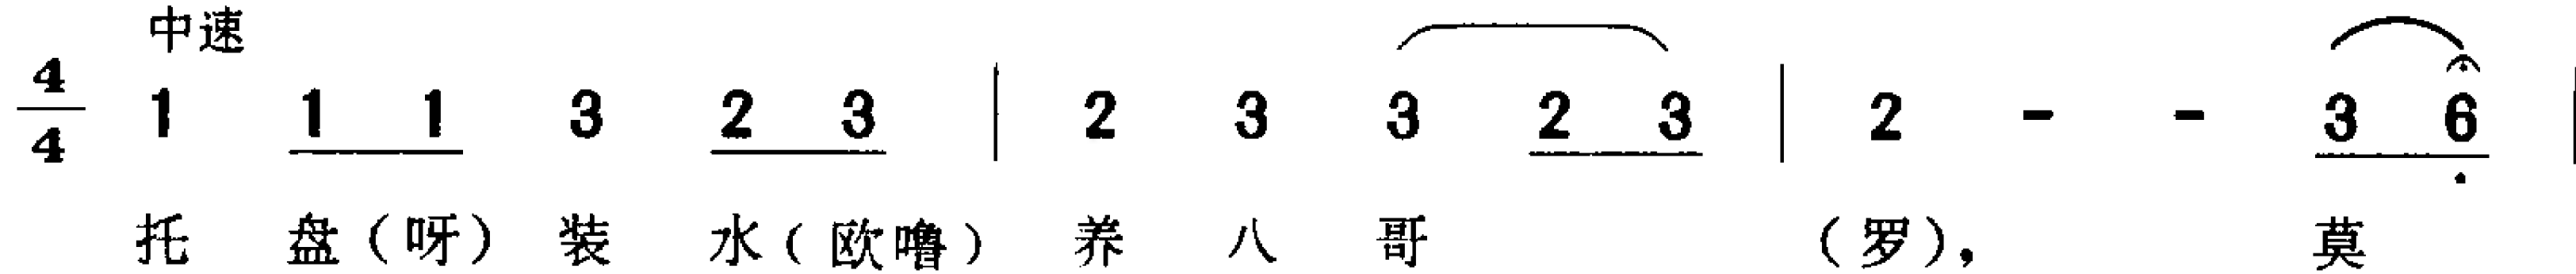 中速
4/4 1 1 1 3 2 3 | 2 3 3 2 3 | 2 - - 3 6 |
托 盘(呀) 装 水(欧噜) 养 八 哥 (罗), 莫